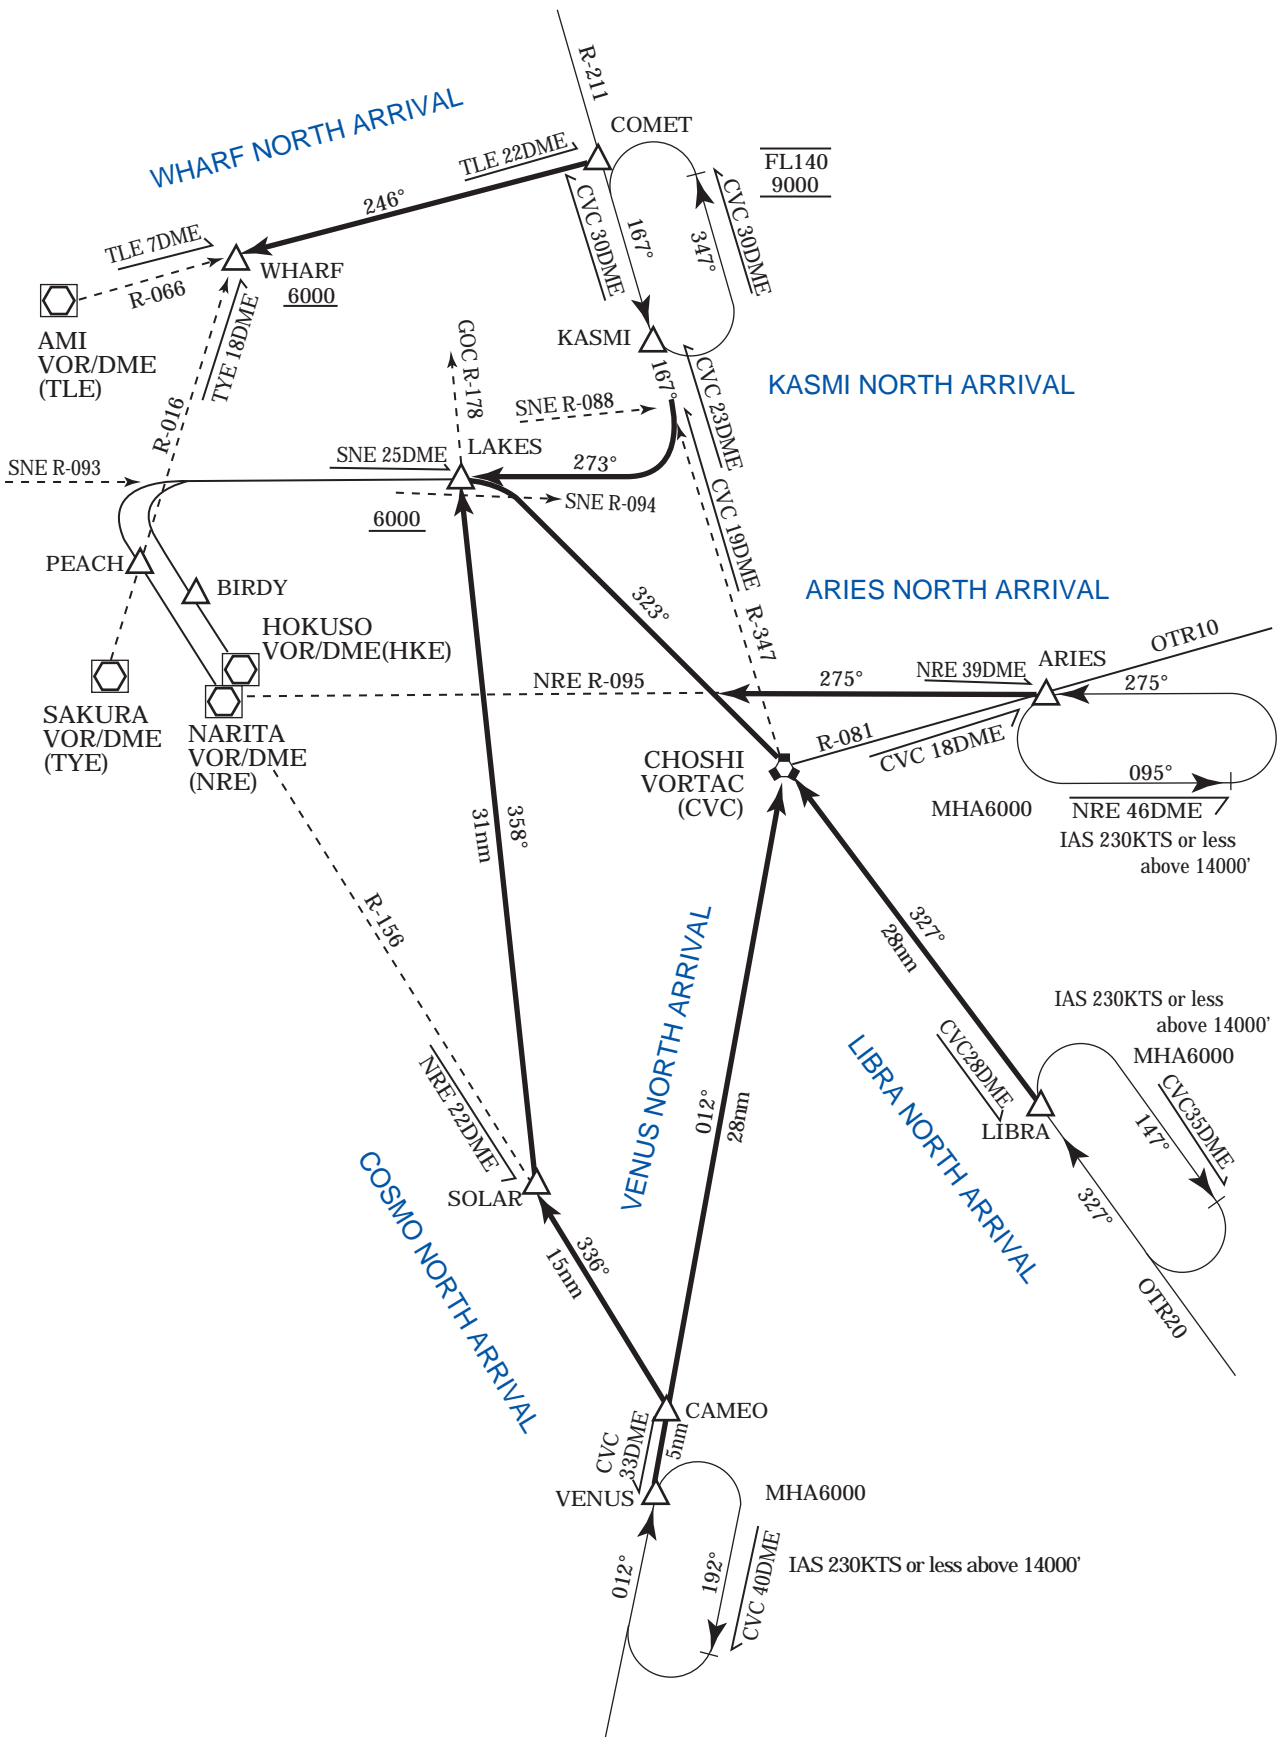 R-211
COMET
WHARF NORTH ARRIVAL
TLE 22DME
FL140
9000
246°
CVC 30DME
167°
347°
CVC 30DME
TLE 7DME
WHARF
6000
R-066
AMI
VOR/DME
(TLE)
TYE 18DME
R-016
GOC R-178
KASMI
167°
CVC 23DME
KASMI NORTH ARRIVAL
SNE R-088
LAKES
SNE 25DME
273°
SNE R-093
SNE R-094
6000
CVC 19DME
PEACH
BIRDY
ARIES NORTH ARRIVAL
323°
R-347
HOKUSO
VOR/DME(HKE)
OTR10
ARIES
NRE 39DME
NRE R-095
275°
275°
SAKURA
VOR/DME
(TYE)
NARITA
VOR/DME
(NRE)
R-081
CVC 18DME
CHOSHI
VORTAC
(CVC)
095°
MHA6000
NRE 46DME
IAS 230KTS or less
above 14000'
358°
31nm
R-156
327°
28nm
VENUS NORTH ARRIVAL
IAS 230KTS or less
above 14000'
MHA6000
CVC28DME
LIBRA
147°
CVC35DME
LIBRA NORTH ARRIVAL
327°
OTR20
NRE 22DME
012°
28nm
SOLAR
COSMO NORTH ARRIVAL
336°
15nm
CAMEO
CVC
33DME
5nm
VENUS
MHA6000
012°
192°
CVC 40DME
IAS 230KTS or less above 14000'